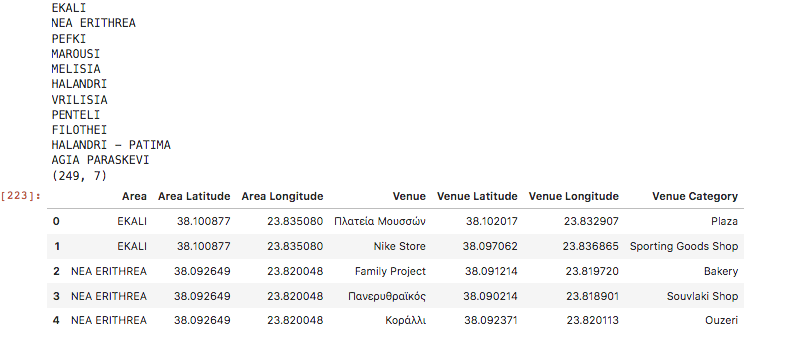 EKALI
NEA ERITHREA
PEFKI
MAROUSI
MELISIA
HALANDRI
VRILISIA
PENTELI
FILOTHEI
HALANDRI – PATIMA
AGIA PARASKEVI
(249, 7)
[223]:
Area Area Latitude Area Longitude Venue Venue Latitude Venue Longitude Venue Category
0 EKALI 38.100877 23.835080 Πλατεία Μουσσών 38.102017 23.832907 Plaza
1 EKALI 38.100877 23.835080 Nike Store 38.097062 23.836865 Sporting Goods Shop
2 NEA ERITHREA 38.092649 23.820048 Family Project 38.091214 23.819720 Bakery
3 NEA ERITHREA 38.092649 23.820048 Πανερυθραϊκός 38.090214 23.818901 Souvlaki Shop
4 NEA ERITHREA 38.092649 23.820048 Κοράλλι 38.092371 23.820113 Ouzeri